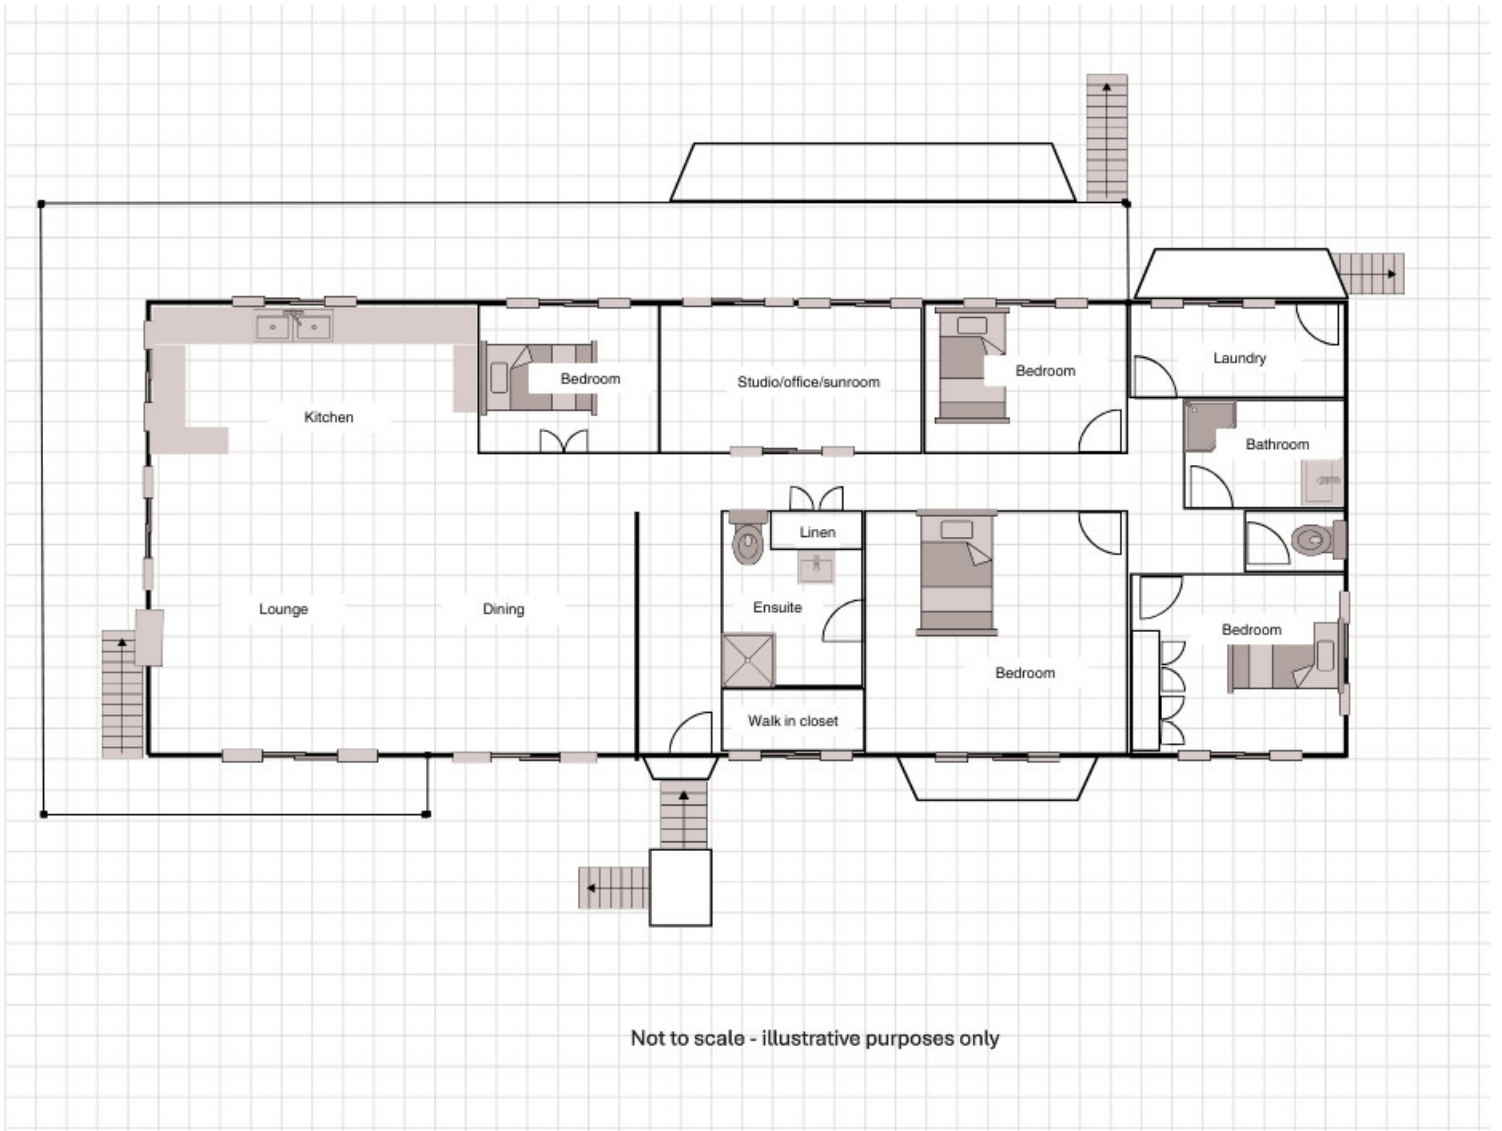 Laundry
Bedroom
Bedroom
Studio/office/sunroom
Kitchen
Bathroom
Linen
Lounge
Dining
Ensuite
Bedroom
Bedroom
Walk in closet
Not to scale - illustrative purposes only